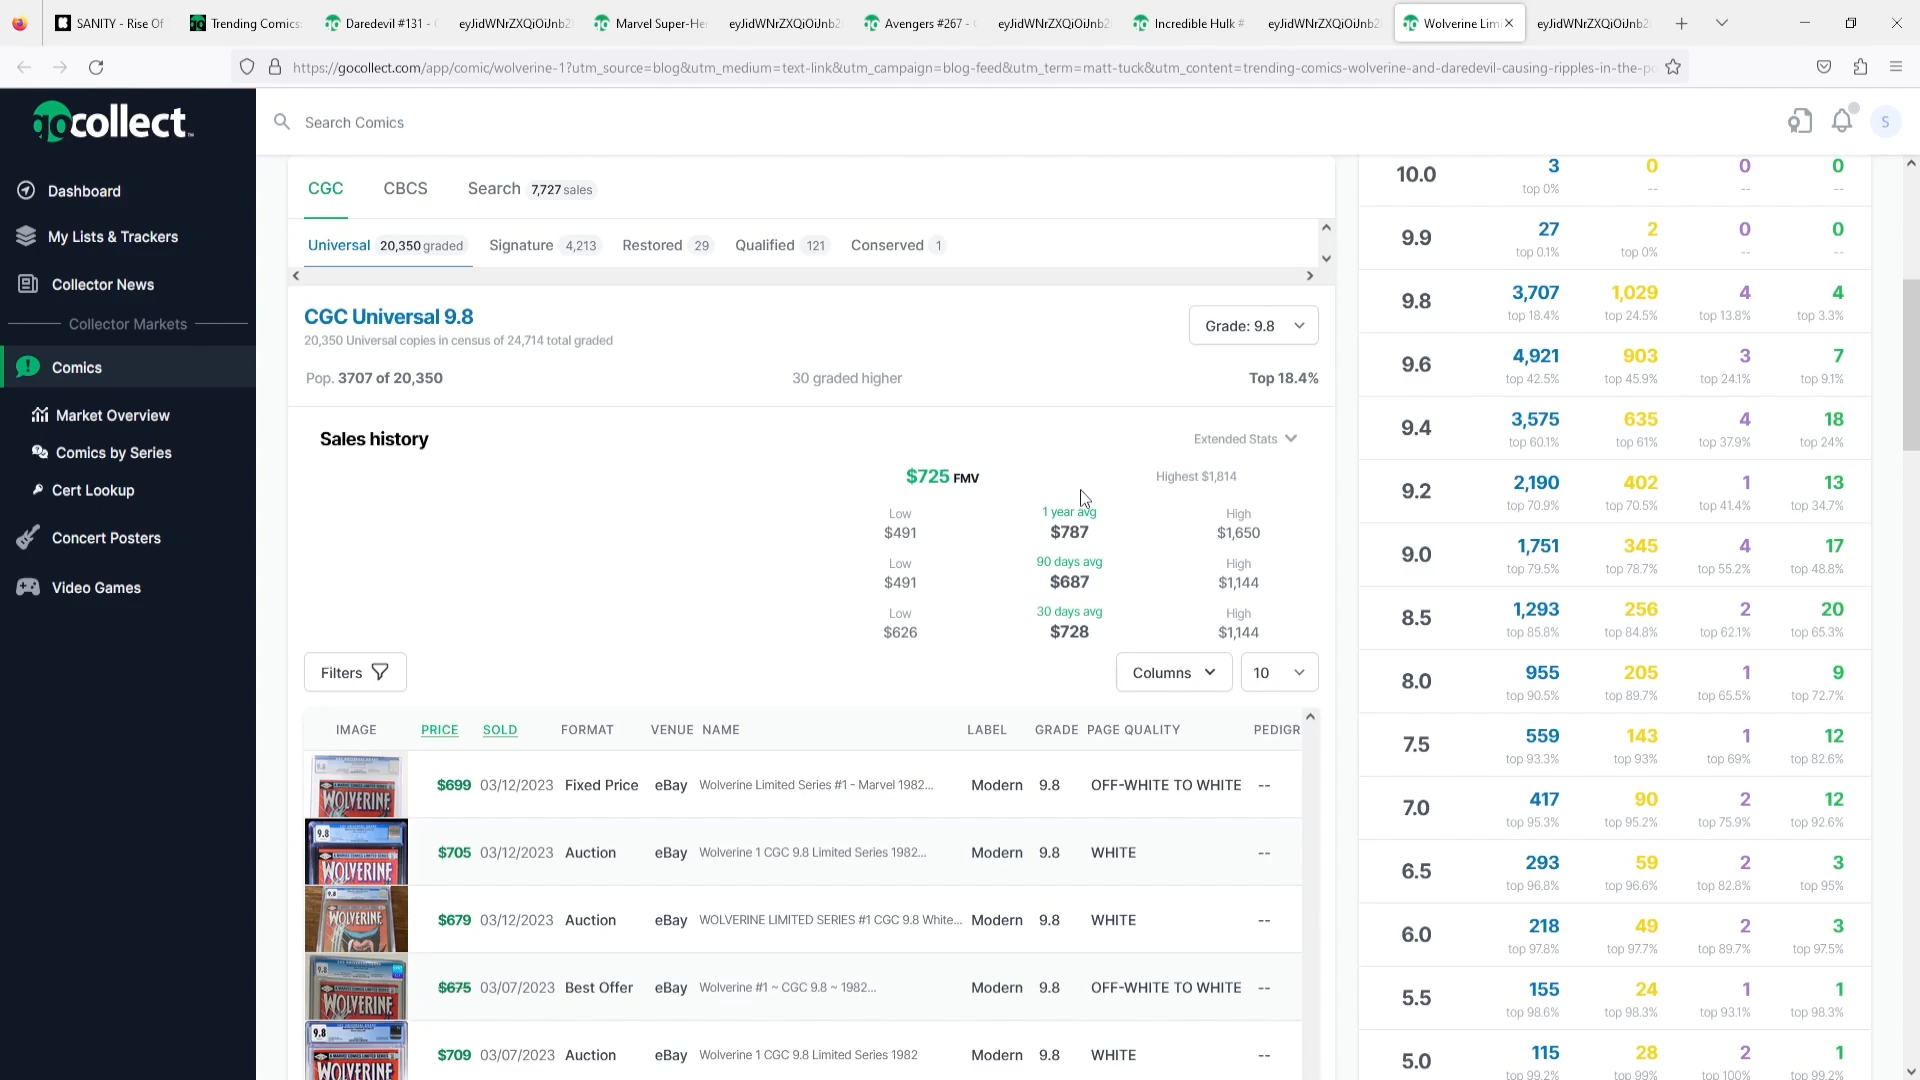 SANITY - Rise Of
Trending Comics:
Daredevil #131 -
eyJidWNrZXQiOiJnb2
Marvel Super-He
eyJidWNrZXQiOiJnb2
Avengers #267 -
eyJidWNrZXQiOiJnb2
Incredible Hulk #
eyJidWNrZXQiOiJnb2
Wolverine Lim
eyJidWNrZXQiOiJnb2
https://gocollect.com/app/comic/wolverine-1?utm_source=blog&utm_medium=text-link&utm_campaign=blog-feed&utm_term=matt-tuck&utm_content=trending-comics-wolverine-and-daredevil-causing-ripples-in-the-p
gocollect
Search Comics
S
Dashboard
My Lists & Trackers
Collector News
Collector Markets
Comics
Market Overview
Comics by Series
Cert Lookup
Concert Posters
Video Games
CGC CBCS Search 7,727 sales
Universal 20,350 graded Signature 4,213 Restored 29 Qualified 121 Conserved 1
CGC Universal 9.8
20,350 Universal copies in census of 24,714 total graded
Grade: 9.8
Pop. 3707 of 20,350 30 graded higher Top 18.4%
Sales history
Extended Stats
$725 FMV Highest $1,814
Low 1 year avg High
$491 $787 $1,650
Low 90 days avg High
$491 $687 $1,144
Low 30 days avg High
$626 $728 $1,144
Filters Columns 10
IMAGE PRICE SOLD FORMAT VENUE NAME LABEL GRADE PAGE QUALITY PEDIGR
WOLVERINE
$699 03/12/2023 Fixed Price eBay Wolverine Limited Series #1 - Marvel 1982... Modern 9.8 OFF-WHITE TO WHITE --
9.8
WOLVERINE
$705 03/12/2023 Auction eBay Wolverine 1 CGC 9.8 Limited Series 1982... Modern 9.8 WHITE --
9.8
WOLVERINE
$679 03/12/2023 Auction eBay WOLVERINE LIMITED SERIES #1 CGC 9.8 White... Modern 9.8 WHITE --
9.8
WOLVERINE
$675 03/07/2023 Best Offer eBay Wolverine #1 ~ CGC 9.8 ~ 1982... Modern 9.8 OFF-WHITE TO WHITE --
9.8
WOLVERINE
$709 03/07/2023 Auction eBay Wolverine 1 CGC 9.8 Limited Series 1982 Modern 9.8 WHITE --
10.0 3 0 0 0
top 0% -- -- --
9.9 27 2 0 0
top 0.1% top 0% -- --
9.8 3,707 1,029 4 4
top 18.4% top 24.5% top 13.8% top 3.3%
9.6 4,921 903 3 7
top 42.5% top 45.9% top 24.1% top 9.1%
9.4 3,575 635 4 18
top 60.1% top 61% top 37.9% top 24%
9.2 2,190 402 1 13
top 70.9% top 70.5% top 41.4% top 34.7%
9.0 1,751 345 4 17
top 79.5% top 78.7% top 55.2% top 48.8%
8.5 1,293 256 2 20
top 85.8% top 84.8% top 62.1% top 65.3%
8.0 955 205 1 9
top 90.5% top 89.7% top 65.5% top 72.7%
7.5 559 143 1 12
top 93.3% top 93% top 69% top 82.6%
7.0 417 90 2 12
top 95.3% top 95.2% top 75.9% top 92.6%
6.5 293 59 2 3
top 96.8% top 96.6% top 82.8% top 95%
6.0 218 49 2 3
top 97.8% top 97.7% top 89.7% top 97.5%
5.5 155 24 1 1
top 98.6% top 98.3% top 93.1% top 98.3%
5.0 115 28 2 1
top 99.2% top 99% top 100% top 99.2%